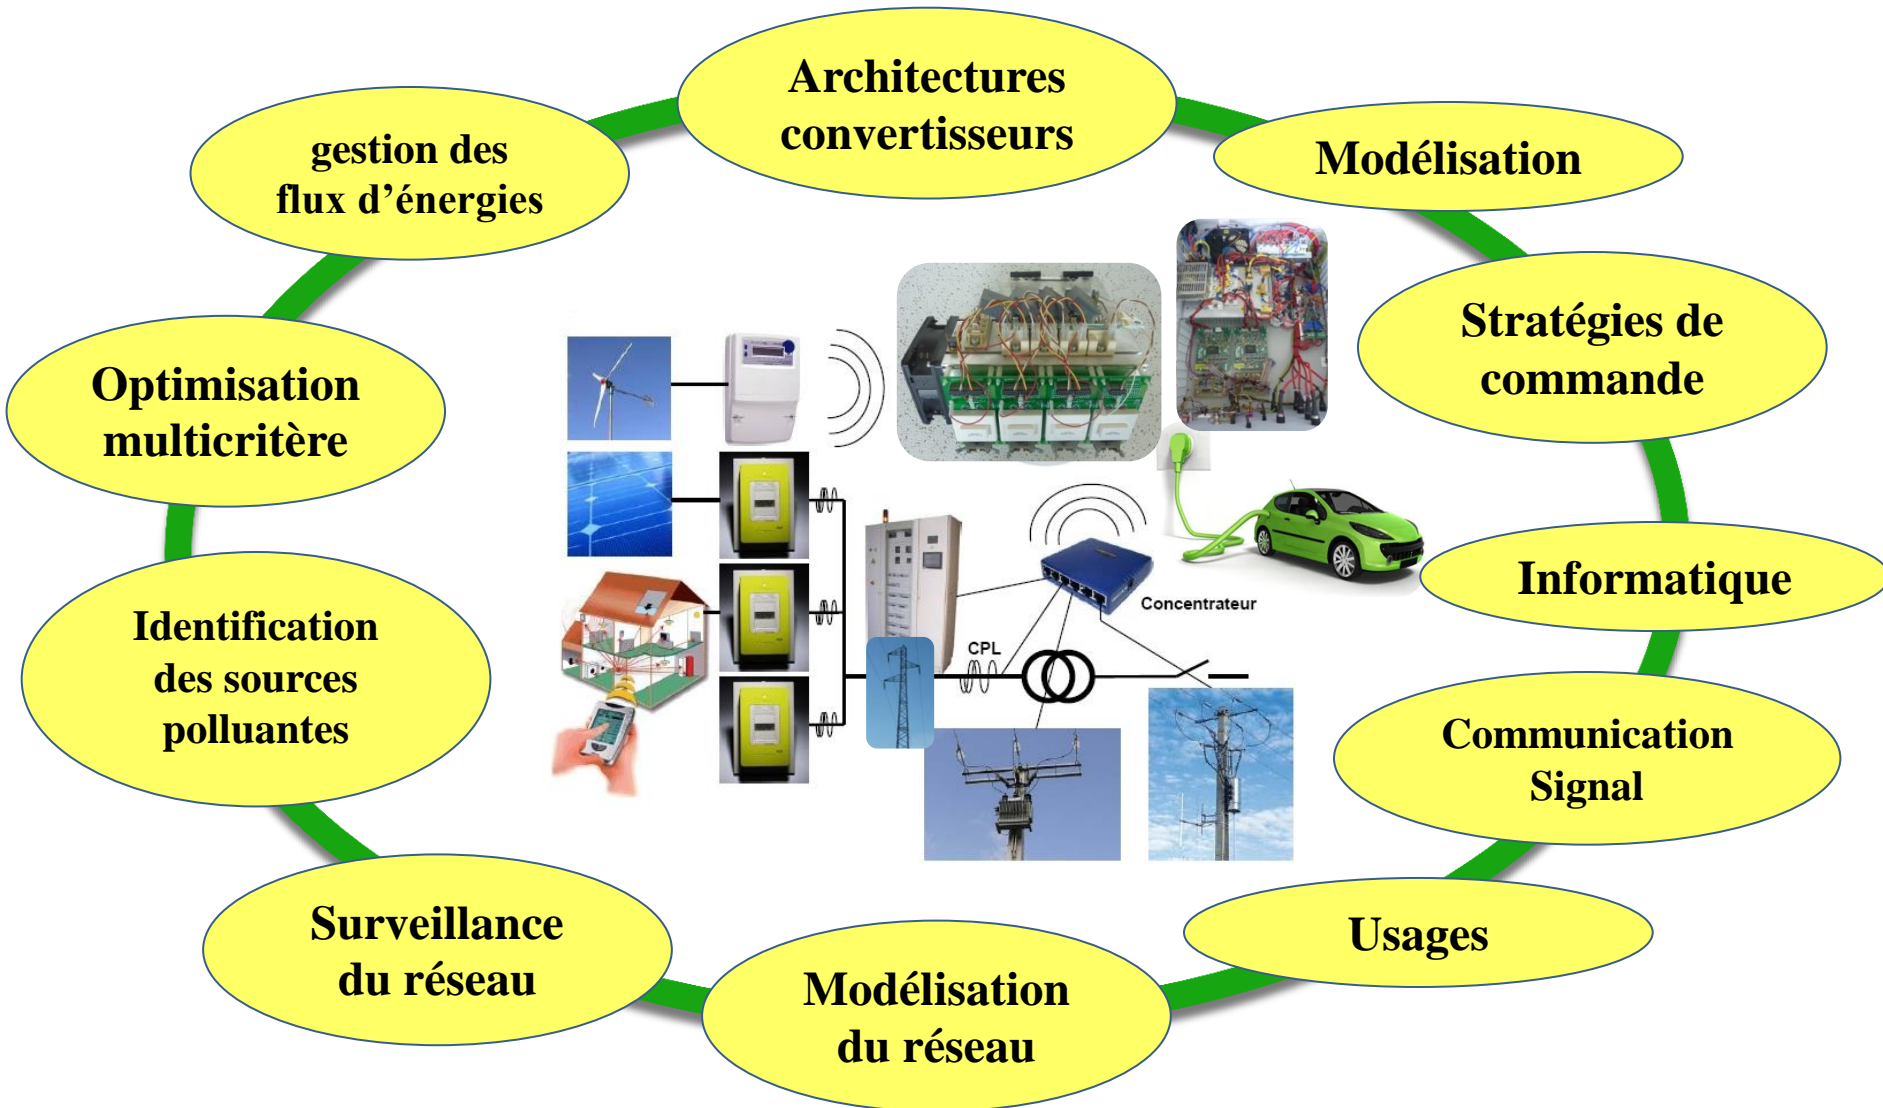 Architectures
convertisseurs
Modélisation
Stratégies de
commande
Informatique
Communication
Signal
Usages
Modélisation
du réseau
Surveillance
du réseau
Identification
des sources
polluantes
Optimisation
multicritère
gestion des
flux d’énergies
Concentrateur
CPL